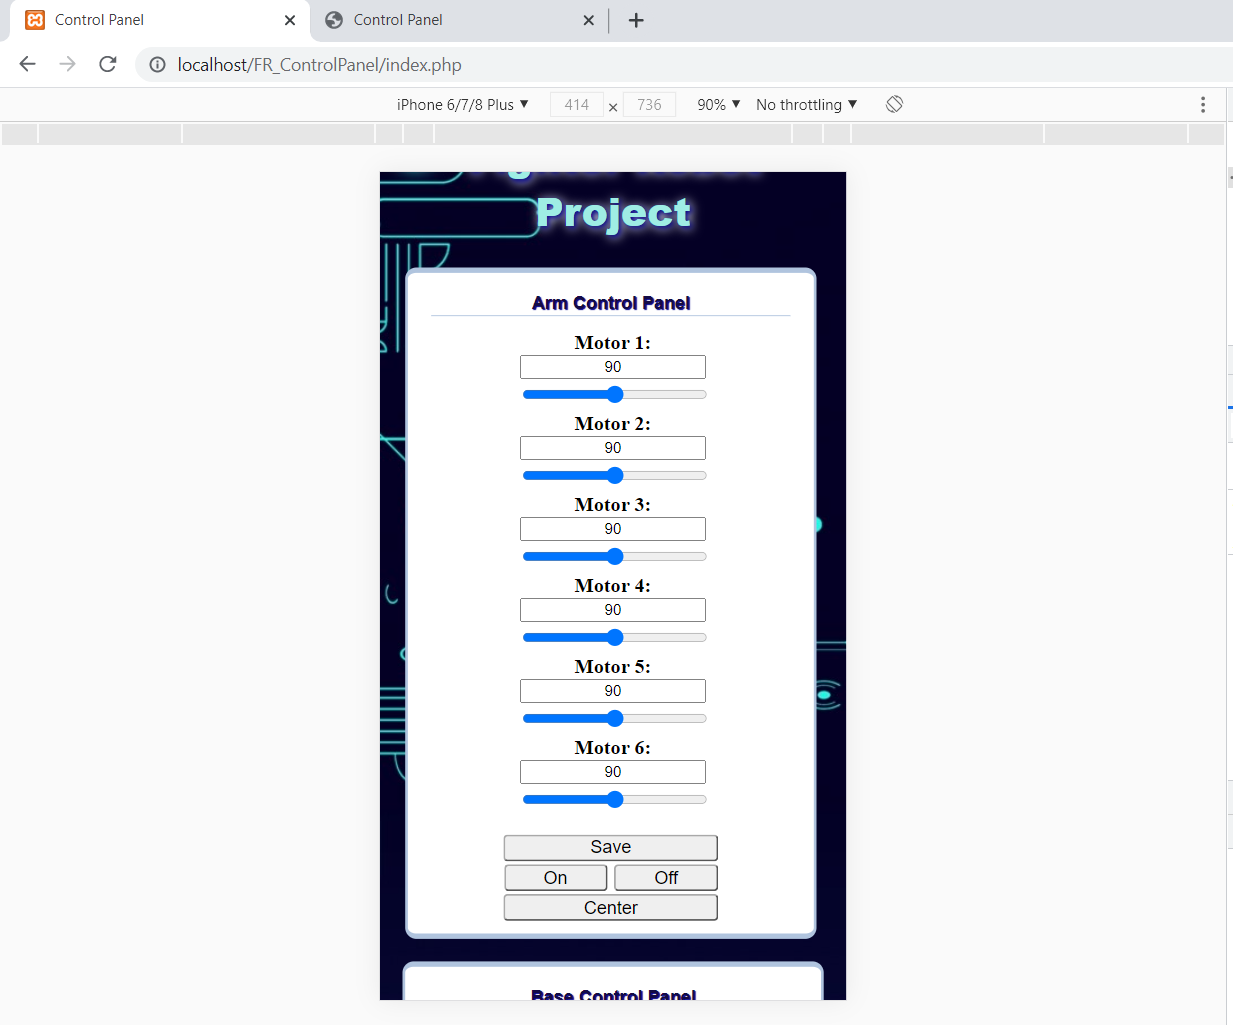 Control Panel
Control Panel
localhost/FR_ControlPanel/index.php
iPhone 6/7/8 Plus ▼ 414 × 736 90% ▼ No throttling ▼
Project
Arm Control Panel
Motor 1:
90
Motor 2:
90
Motor 3:
90
Motor 4:
90
Motor 5:
90
Motor 6:
90
Save
On Off
Center
Base Control Panel